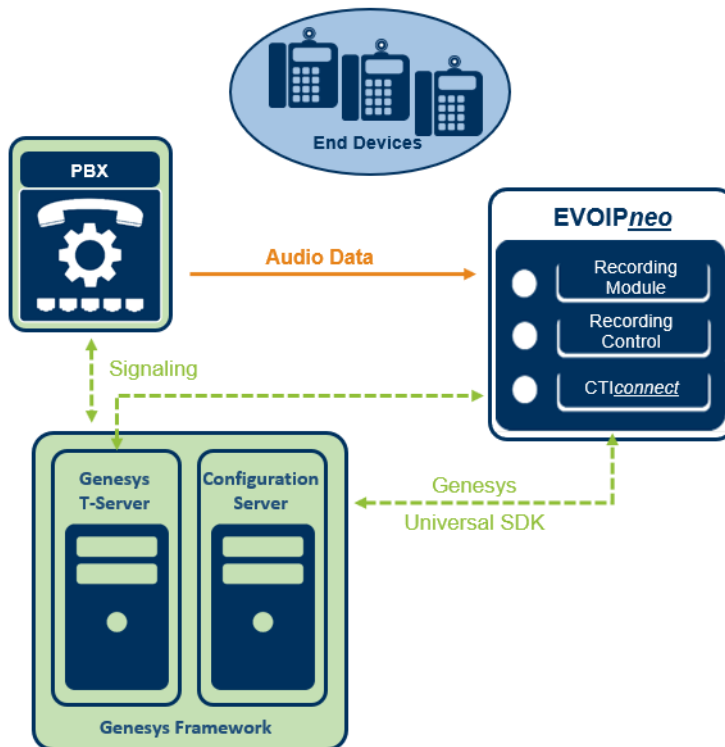 End Devices
PBX
EVOIPneo
Audio Data
Recording
Module
Recording
Control
CTIconnect
Signaling
Genesys
T-Server
Configuration
Server
Genesys
Universal SDK
Genesys Framework